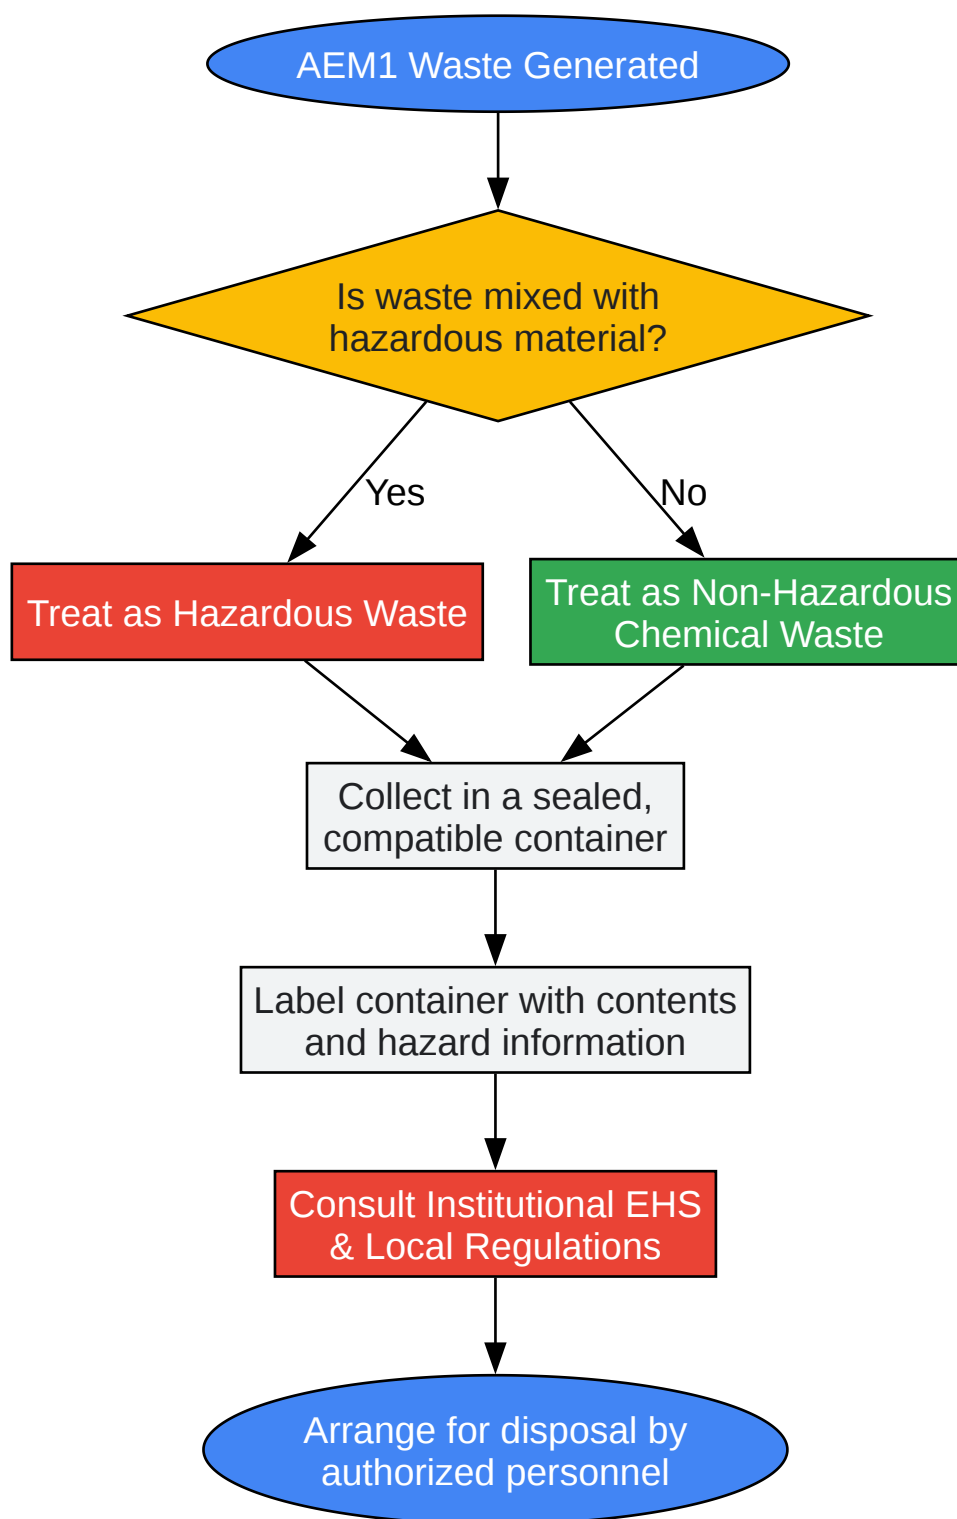 AEM1 Waste Generated
Is waste mixed with
hazardous material?
Yes
No
Treat as Hazardous Waste
Treat as Non-Hazardous
Chemical Waste
Collect in a sealed,
compatible container
Label container with contents
and hazard information
Consult Institutional EHS
& Local Regulations
Arrange for disposal by
authorized personnel